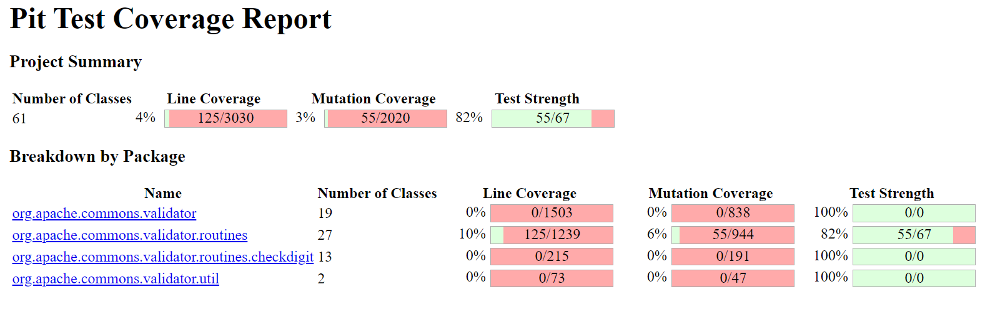 Pit Test Coverage Report
Project Summary
Number of Classes Line Coverage Mutation Coverage Test Strength
61 4% 125/3030 3% 55/2020 82% 55/67
Breakdown by Package
Name Number of Classes Line Coverage Mutation Coverage Test Strength
org.apache.commons.validator 19 0% 0/1503 0% 0/838 100% 0/0
org.apache.commons.validator.routines 27 10% 125/1239 6% 55/944 82% 55/67
org.apache.commons.validator.routines.checkdigit 13 0% 0/215 0% 0/191 100% 0/0
org.apache.commons.validator.util 2 0% 0/73 0% 0/47 100% 0/0